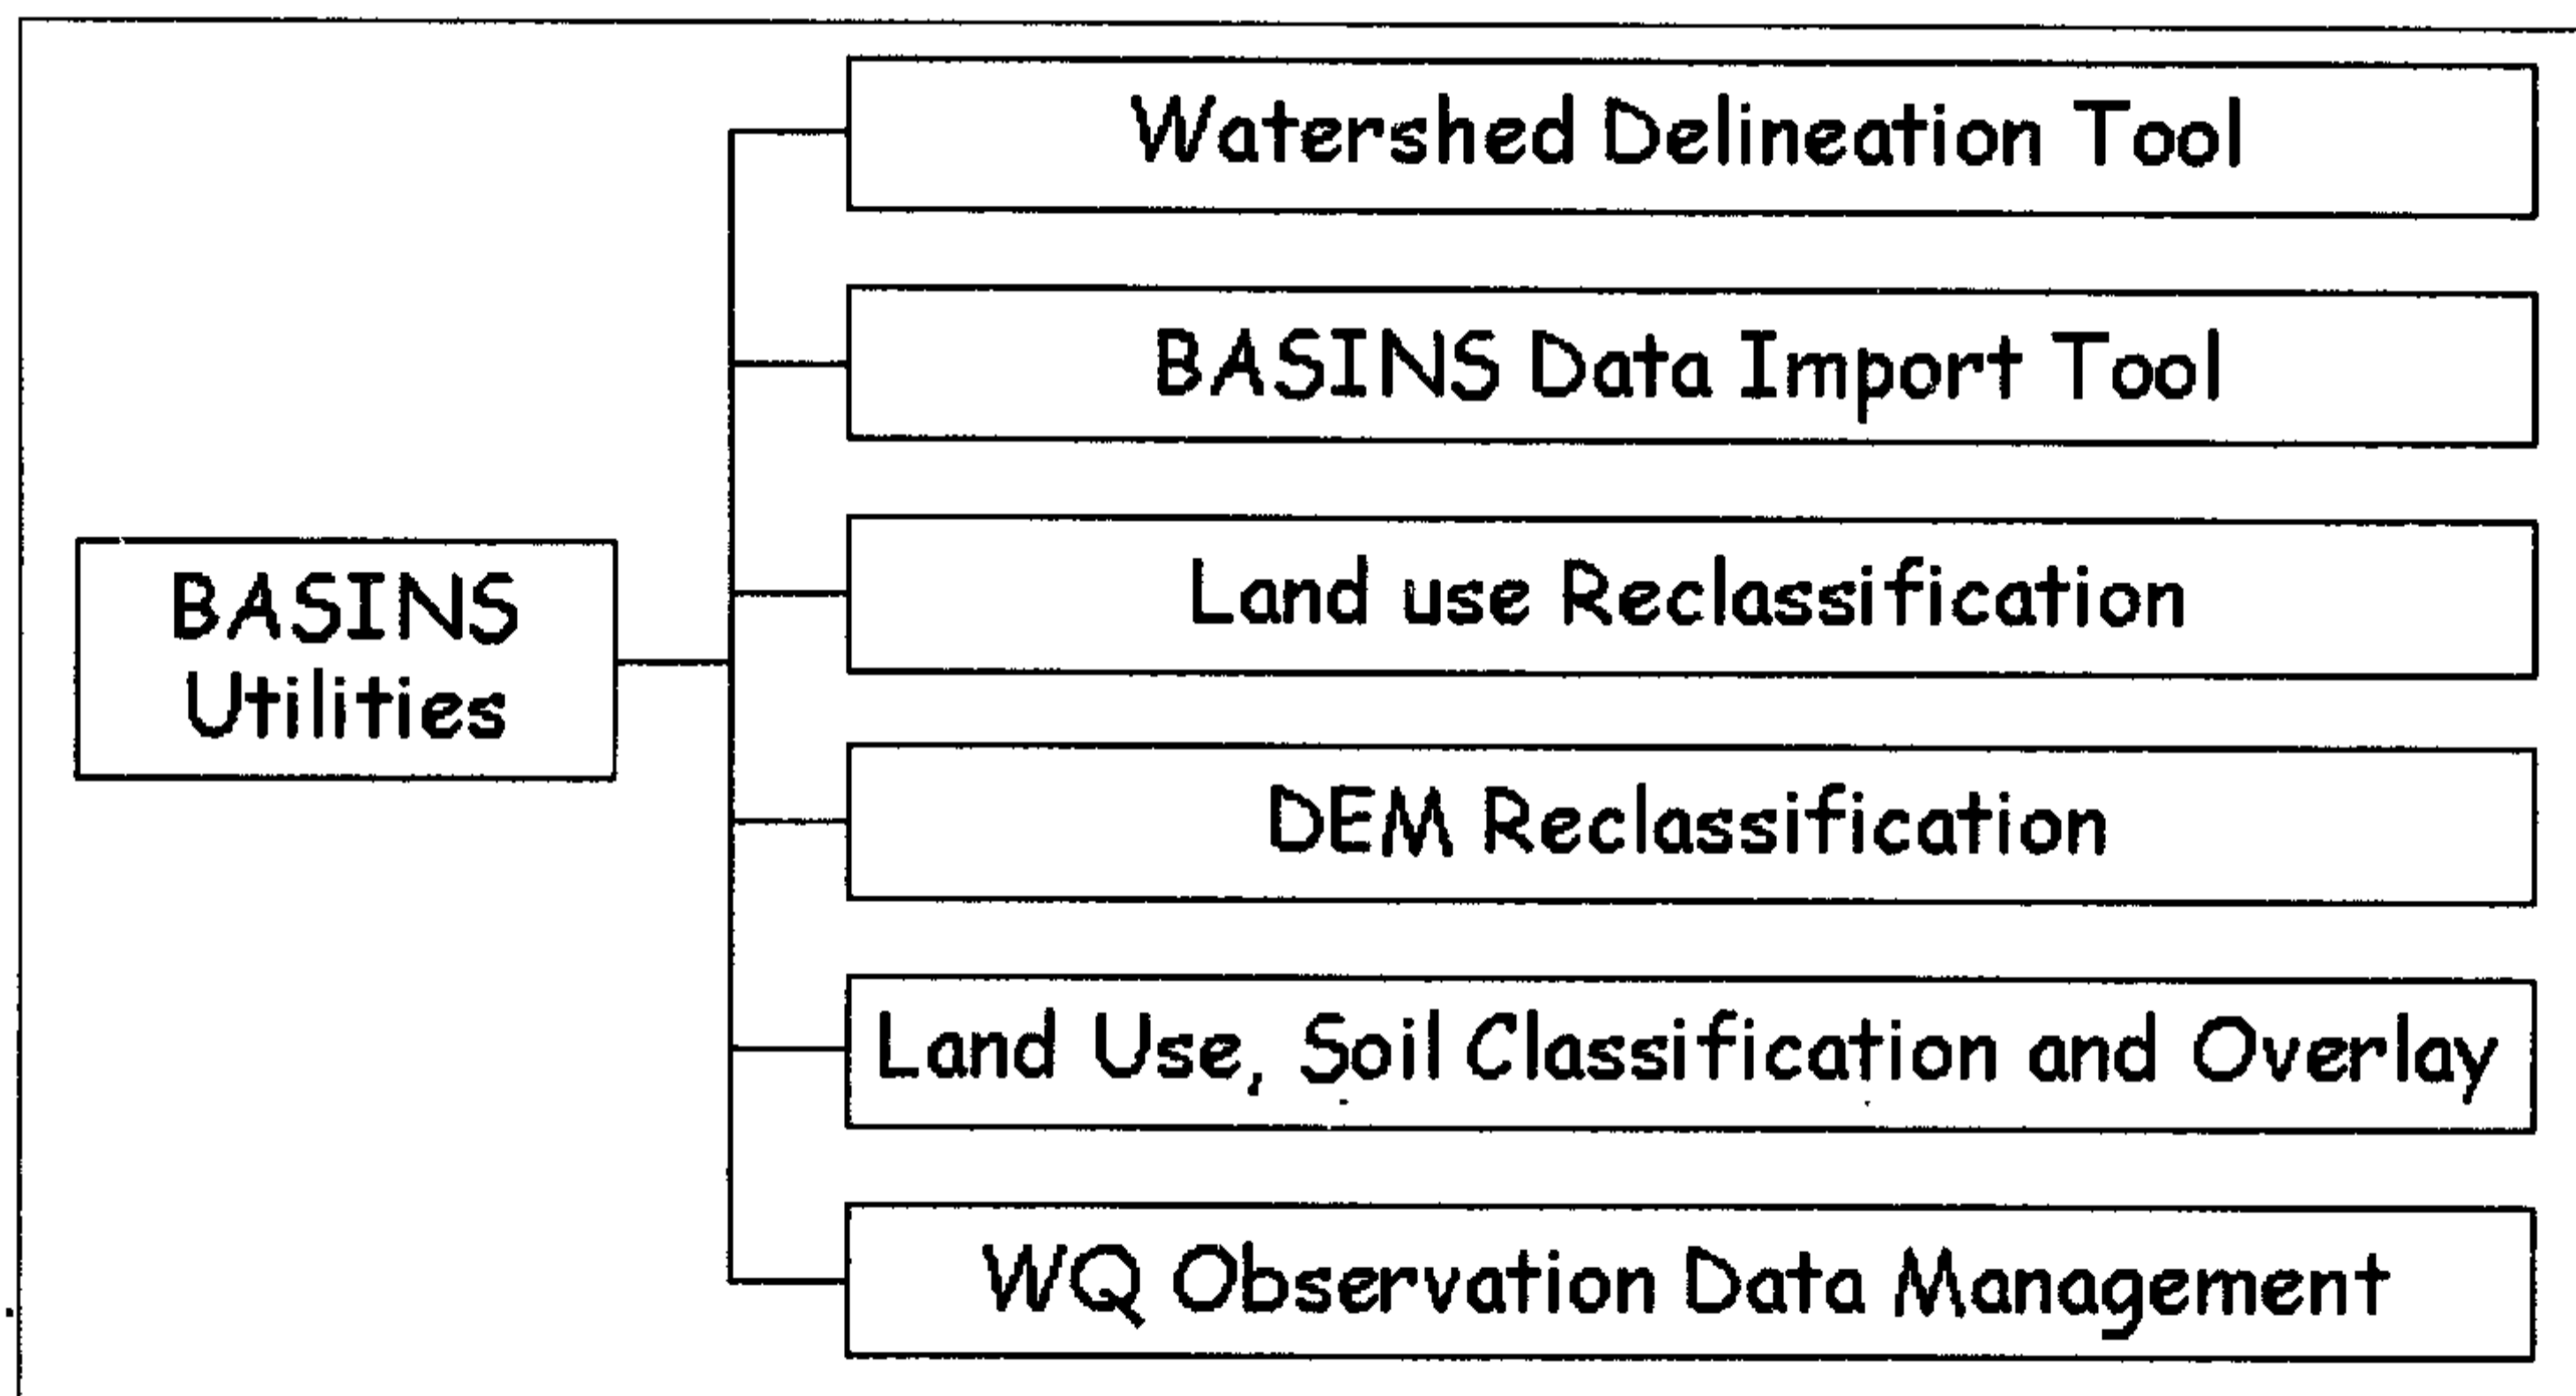 Watershed Delineation Tool
BASINS Data Import Tool
Land use Reclassification
BASINS
Utilities
DEM Reclassification
Land Use, Soil Classification and Overlay
WQ Observation Data Management